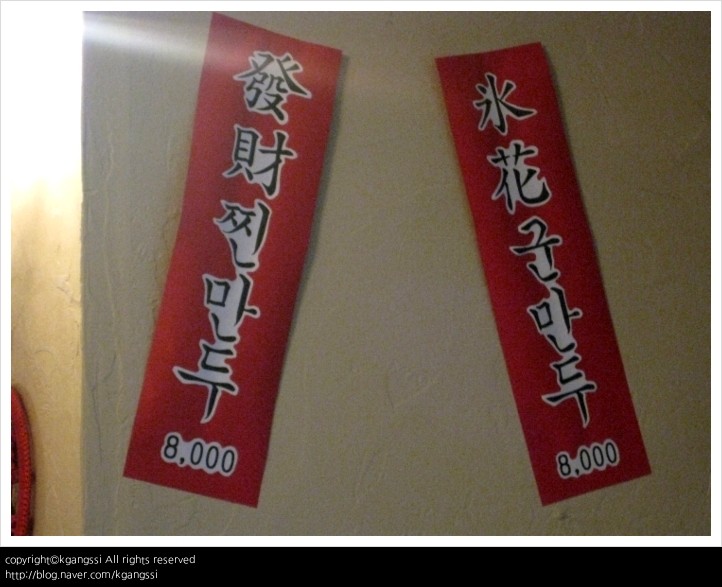 發財찐만두
8,000
氷花군만두
8,000
copyright©kgangssi All rights reserved
http://blog.naver.com/kgangssi